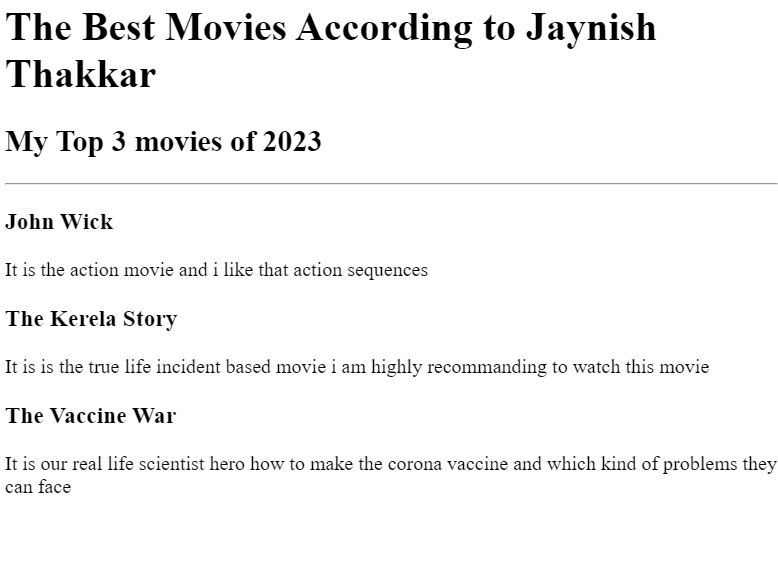 The Best Movies According to Jaynish
Thakkar
My Top 3 movies of 2023
John Wick
It is the action movie and i like that action sequences
The Kerela Story
It is is the true life incident based movie i am highly recommanding to watch this movie
The Vaccine War
It is our real life scientist hero how to make the corona vaccine and which kind of problems they
can face